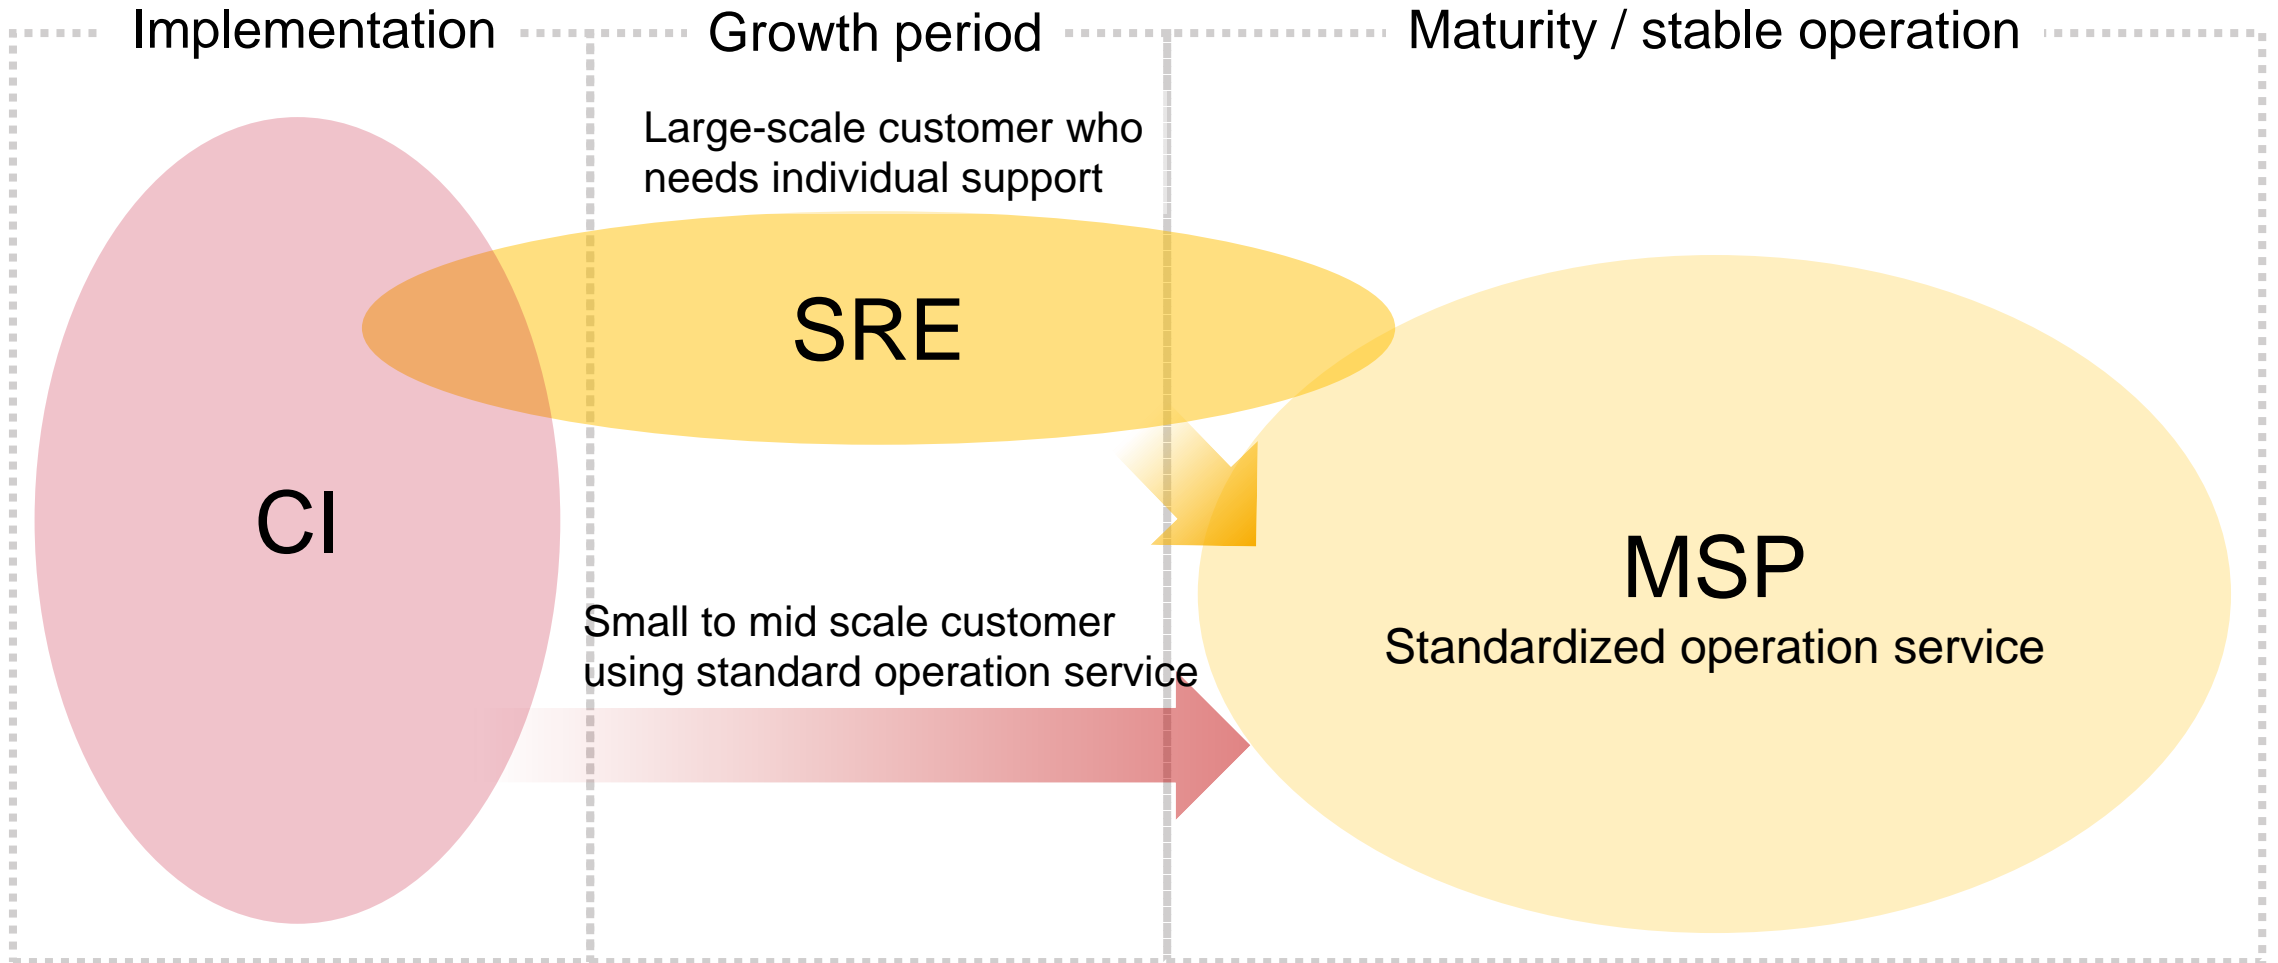 Implementation
Growth period
Maturity / stable operation
Large-scale customer who
needs individual support
SRE
CI
MSP
Standardized operation service
Small to mid scale customer
using standard operation service